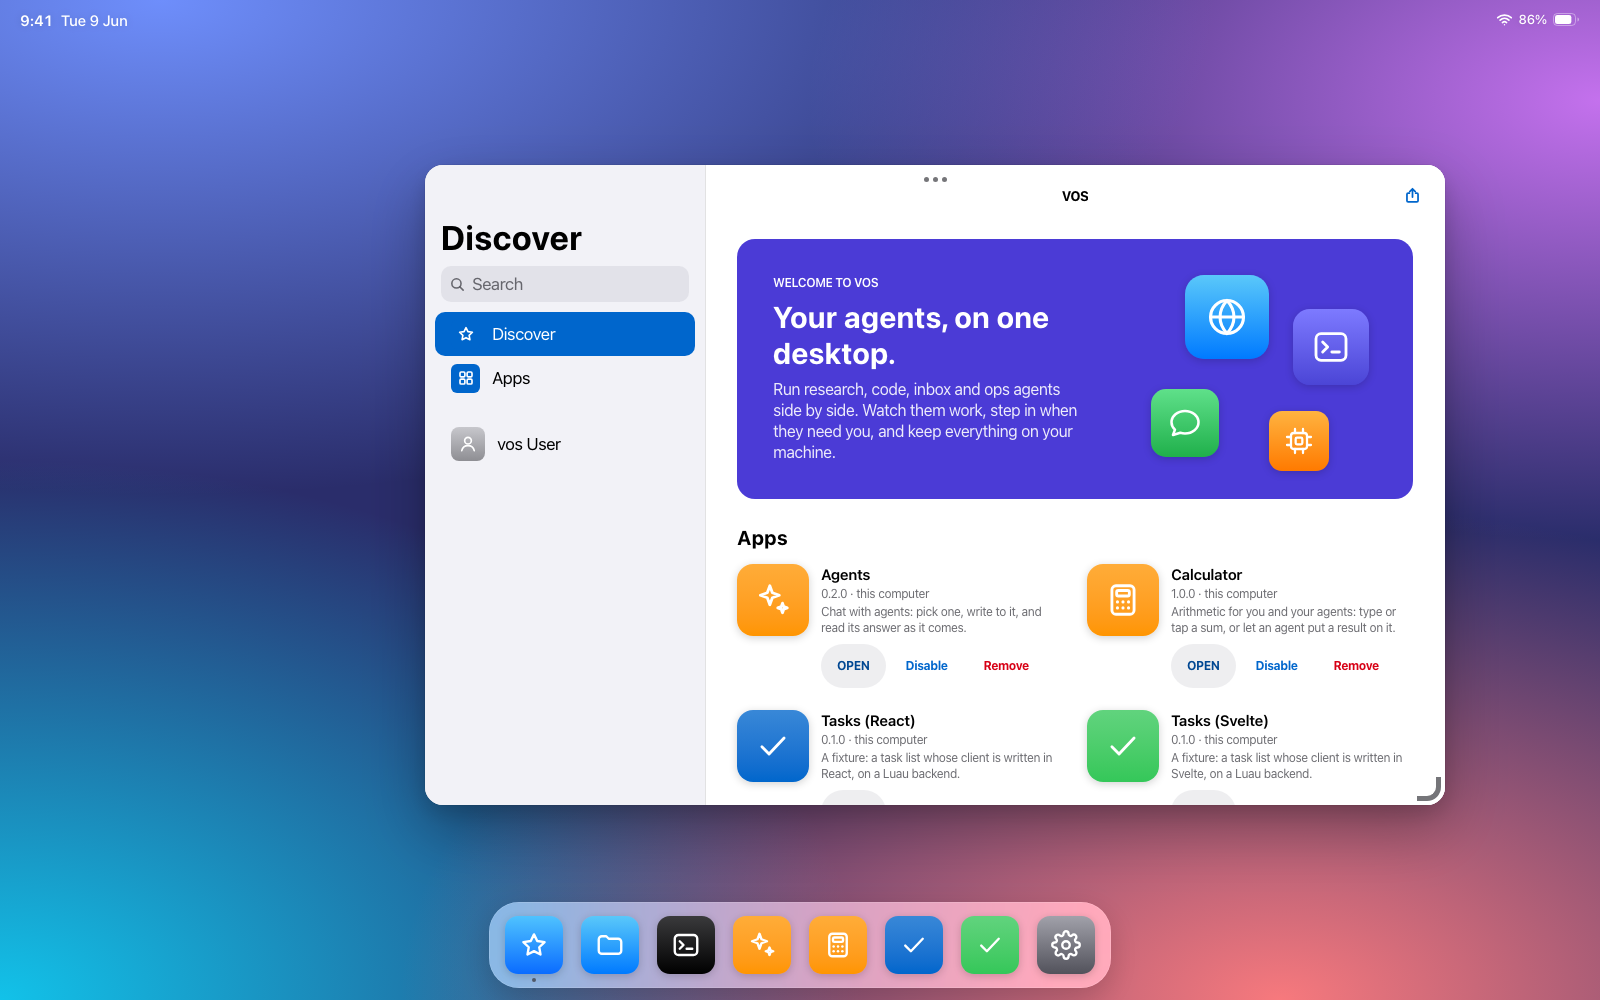 9:41 Tue 9 Jun
86%
VOS
Discover
Search
Discover
Apps
vos User
WELCOME TO VOS
Your agents, on one
desktop.
Run research, code, inbox and ops agents
side by side. Watch them work, step in when
they need you, and keep everything on your
machine.
Apps
Agents
0.2.0 · this computer
Chat with agents: pick one, write to it, and
read its answer as it comes.
OPEN Disable Remove
Calculator
1.0.0 · this computer
Arithmetic for you and your agents: type or
tap a sum, or let an agent put a result on it.
OPEN Disable Remove
Tasks (React)
0.1.0 · this computer
A fixture: a task list whose client is written in
React, on a Luau backend.
Tasks (Svelte)
0.1.0 · this computer
A fixture: a task list whose client is written in
Svelte, on a Luau backend.